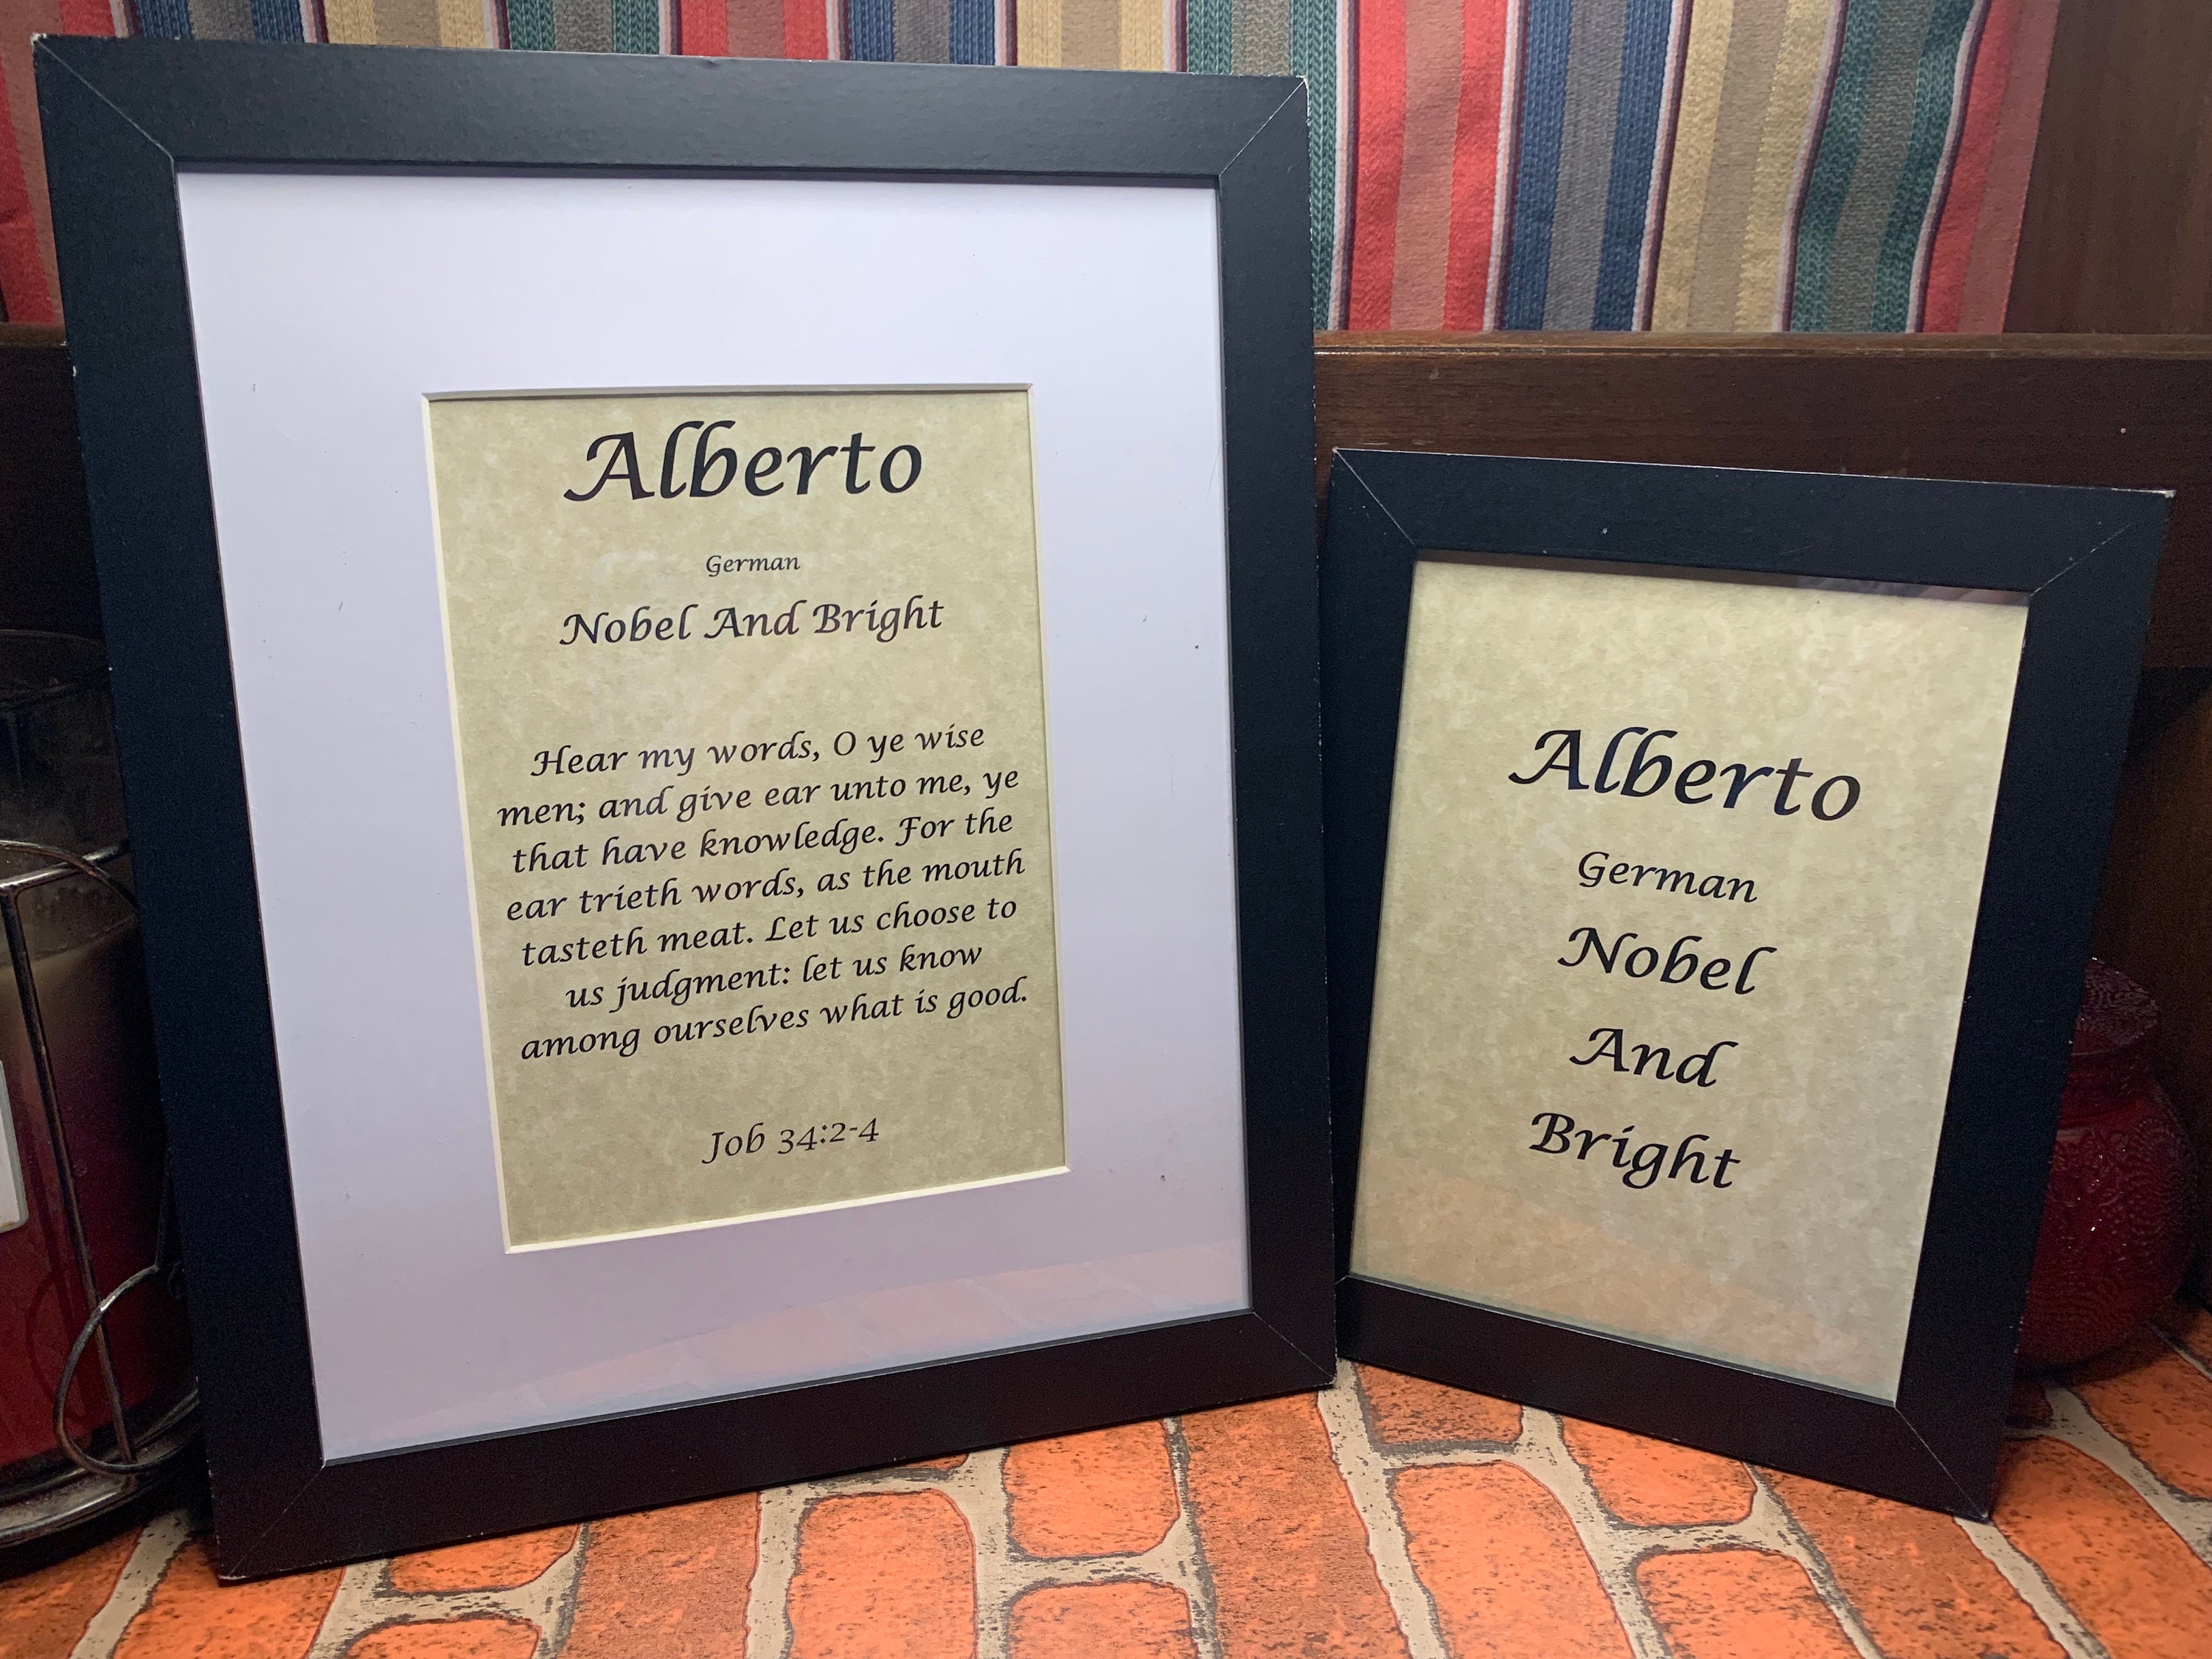 Alberto
German
Nobel And Bright
Hear my words, O ye wise
men; and give ear unto me, ye
that have knowledge. For the
ear trieth words, as the mouth
tasteth meat. Let us choose to
us judgment: let us know
among ourselves what is good.
Job 34:2-4
Alberto
German
Nobel
And
Bright